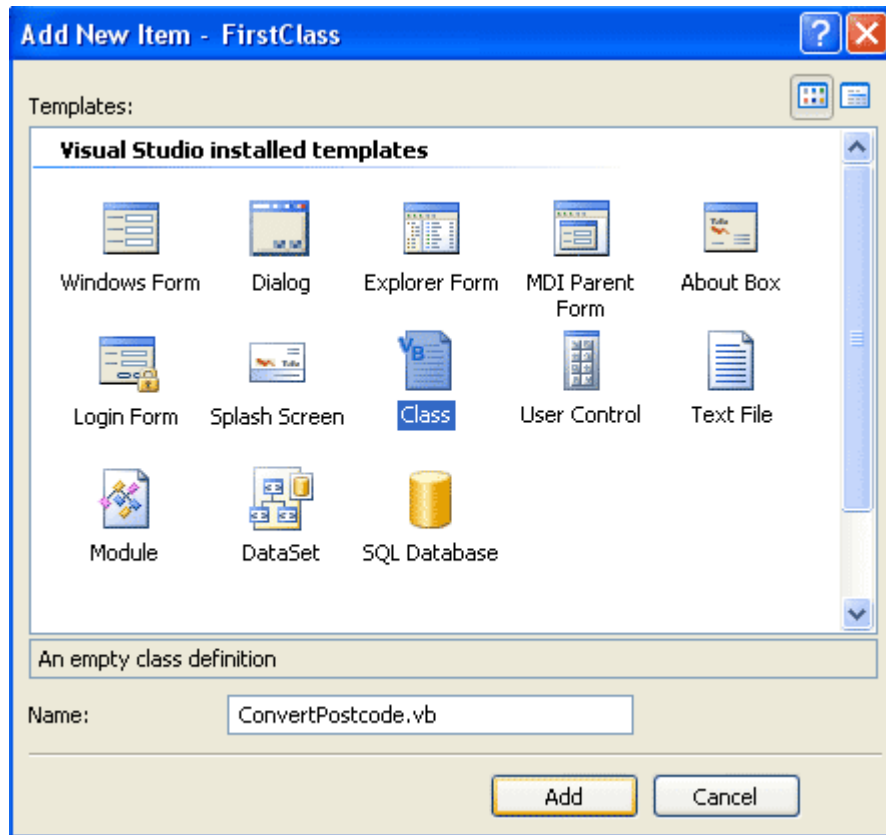 Add New Item - FirstClass
Templates:
Visual Studio installed templates
Windows Form
Dialog
Explorer Form
MDI Parent
Form
About Box
Login Form
Splash Screen
VB
Class
User Control
Text File
Module
DataSet
SQL Database
An empty class definition
Name:
ConvertPostcode.vb
Add
Cancel